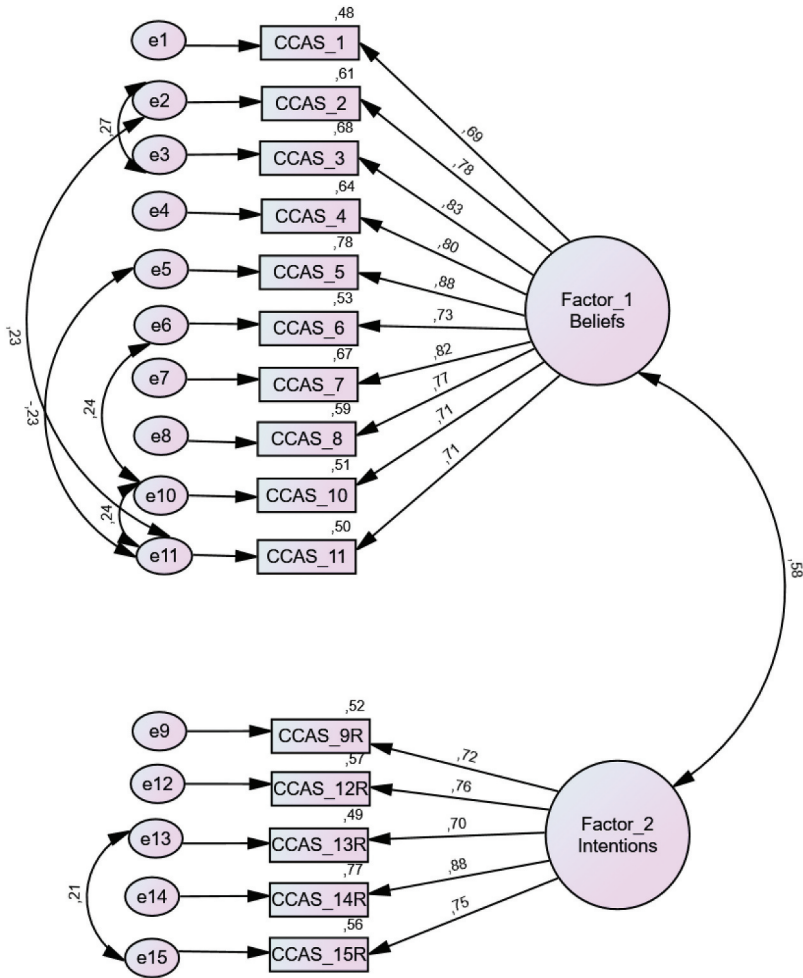 ,48
e1
CCAS_1
,61
e2
CCAS_2
,68
e3
CCAS_3
,64
e4
CCAS_4
,78
e5
CCAS_5
,53
e6
CCAS_6
,67
e7
CCAS_7
,59
e8
CCAS_8
,51
e10
CCAS_10
,50
e11
CCAS_11
,27
,23
-,23
,24
,24
,69
,78
,83
,80
,88
,73
,82
,77
,71
,71
Factor_1
Beliefs
,58
,52
e9
CCAS_9R
,57
e12
CCAS_12R
,49
e13
CCAS_13R
,77
e14
CCAS_14R
,56
e15
CCAS_15R
,21
,72
,76
,70
,88
,75
Factor_2
Intentions